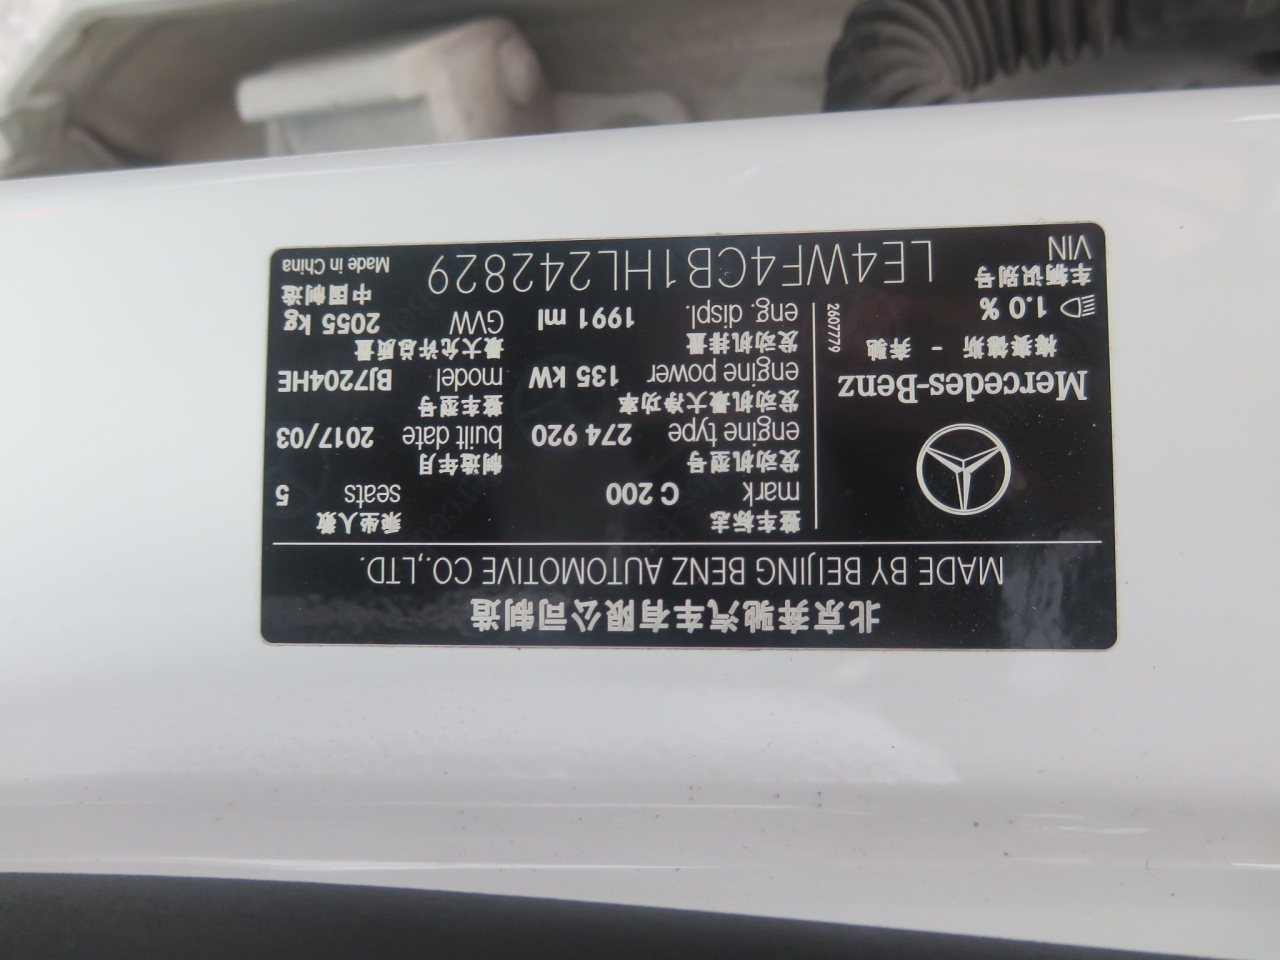 北京奔驰汽车有限公司制造
MADE BY BEIJING BENZ AUTOMOTIVE CO.,LTD.
Mercedes-Benz
梅赛德斯 - 奔驰
1.0 %
2607779
整车标志
mark C 200
乘坐人数
seats 5
发动机型号
engine type 274 920
制造年月
built date 2017/03
发动机最大净功率
engine power 135 kW
整车型号
model BJ7204HE
发动机排量
eng. displ. 1991 ml
最大允许总质量
GVW 2055 kg
车辆识别号
VIN LE4WF4CB1HL242829
中国制造
Made in China